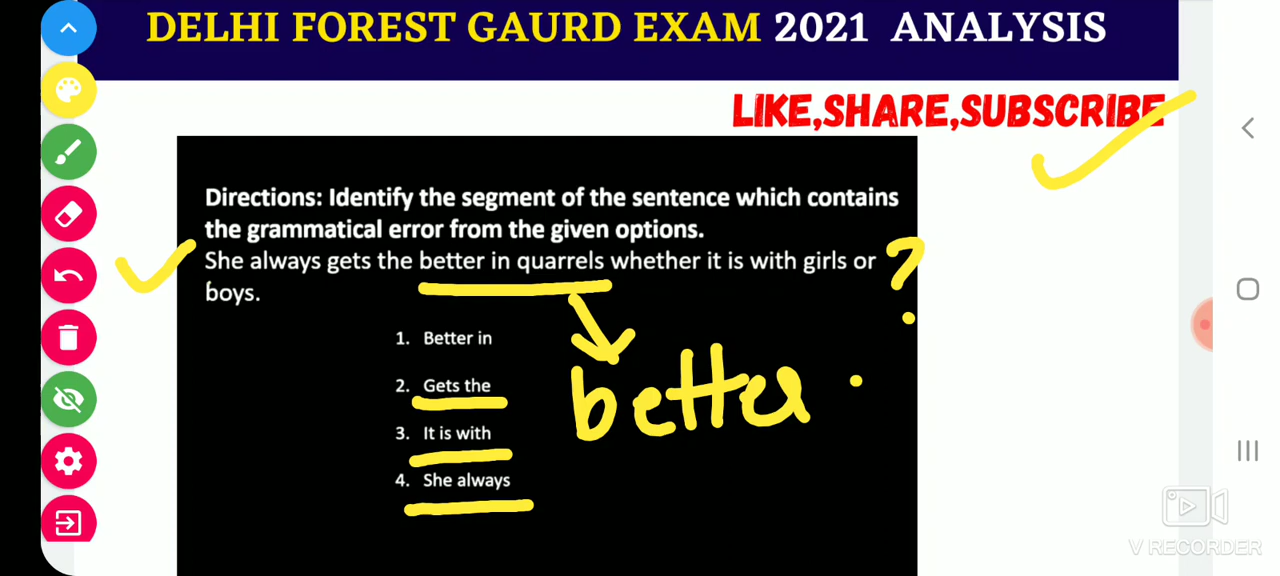 DELHI FOREST GAURD EXAM 2021 ANALYSIS
LIKE,SHARE,SUBSCRIBE
Directions: Identify the segment of the sentence which contains
the grammatical error from the given options.
She always gets the better in quarrels whether it is with girls or
boys.
?
1. Better in
2. Gets the
3. It is with
4. She always
better .
V RECORDER